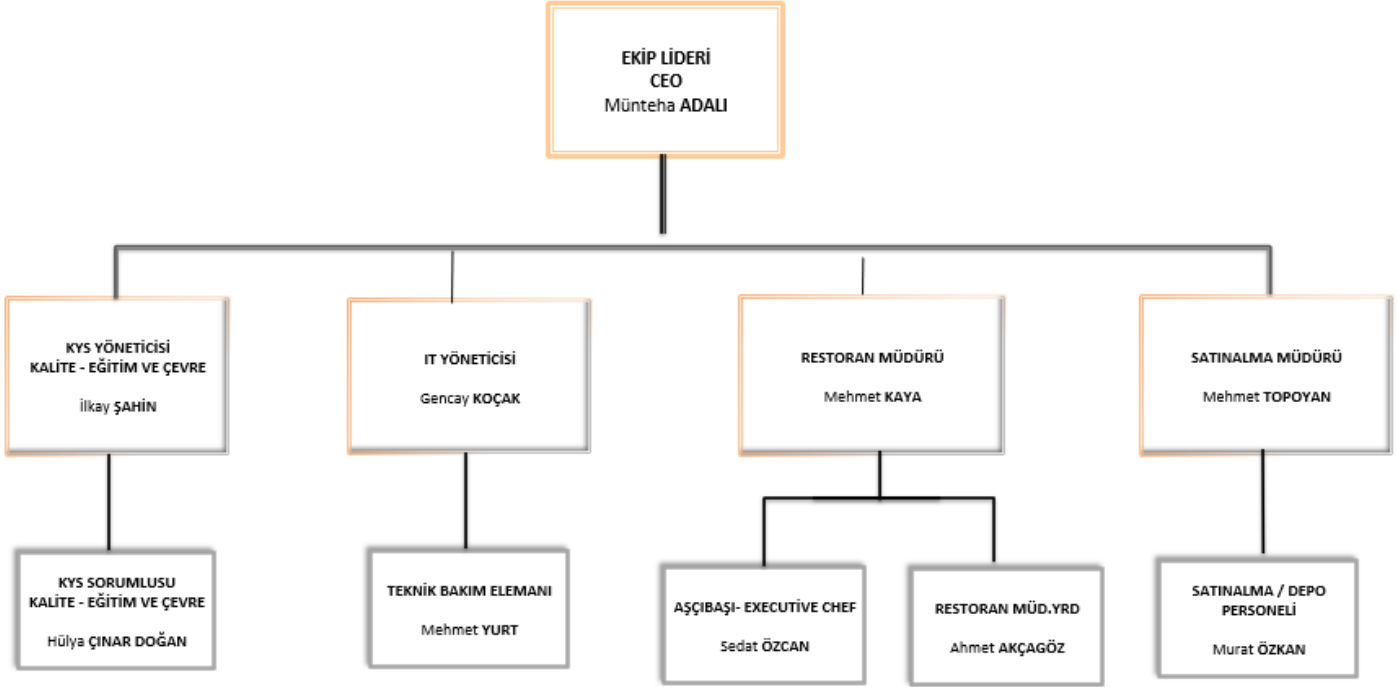 EKİP LİDERİ
CEO
Münteha ADALI
KYS YÖNETİCİSİ
KALİTE - EĞİTİM VE ÇEVRE
İlkay ŞAHİN
IT YÖNETİCİSİ
Gencay KOÇAK
RESTORAN MÜDÜRÜ
Mehmet KAYA
SATINALMA MÜDÜRÜ
Mehmet TOPOYAN
KYS SORUMLUSU
KALİTE - EĞİTİM VE ÇEVRE
Hülya ÇINAR DOĞAN
TEKNİK BAKIM ELEMANI
Mehmet YURT
AŞÇIBAŞI- EXECUTİVE CHEF
Sedat ÖZCAN
RESTORAN MÜD.YRD
Ahmet AKÇAGÖZ
SATINALMA / DEPO
PERSONELİ
Murat ÖZKAN